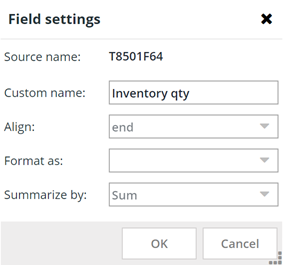 Field settings ✖
Source name: T8501F64
Custom name: Inventory qty
Align: end
Format as:
Summarize by: Sum
OK Cancel